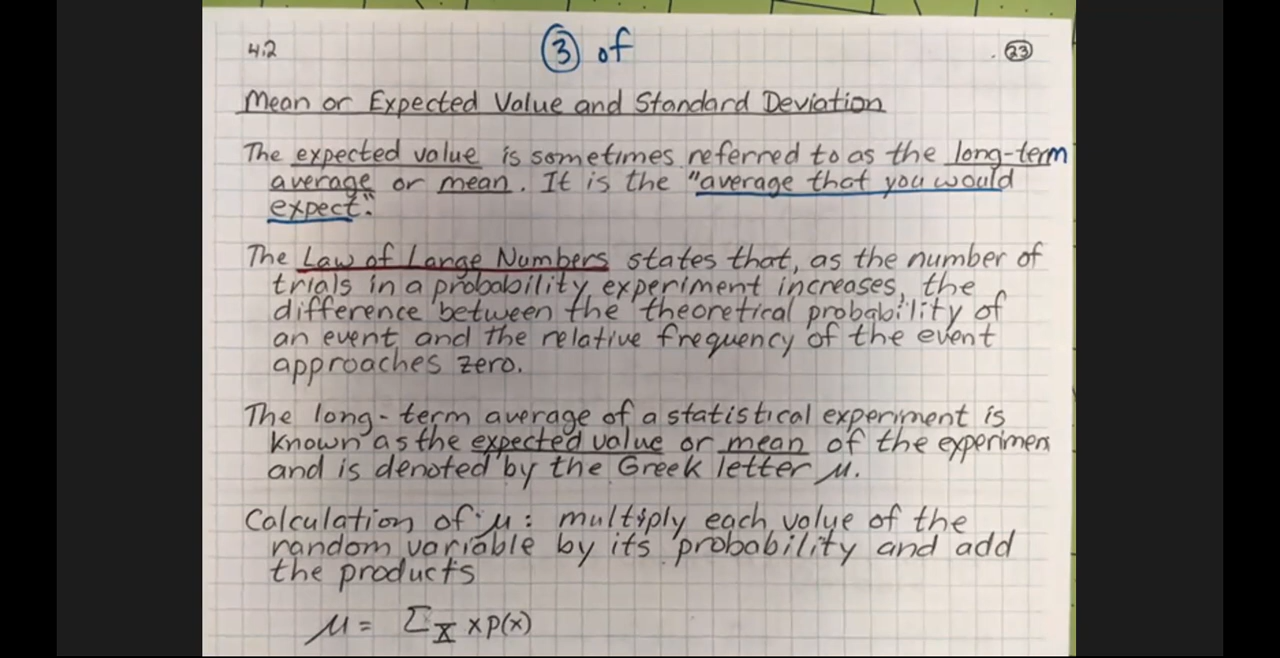 4.2 ③ of . ㉓
Mean or Expected Value and Standard Deviation
The expected value is sometimes referred to as the long-term
average or mean. It is the "average that you would
expect".
The Law of Large Numbers states that, as the number of
trials in a probability experiment increases, the
difference between the theoretical probability of
an event and the relative frequency of the event
approaches zero.
The long-term average of a statistical experiment is
known as the expected value or mean of the experimen
and is denoted by the Greek letter μ.
Calculation of μ: multiply each value of the
random variable by its probability and add
the products
μ = Σ_X x p(x)